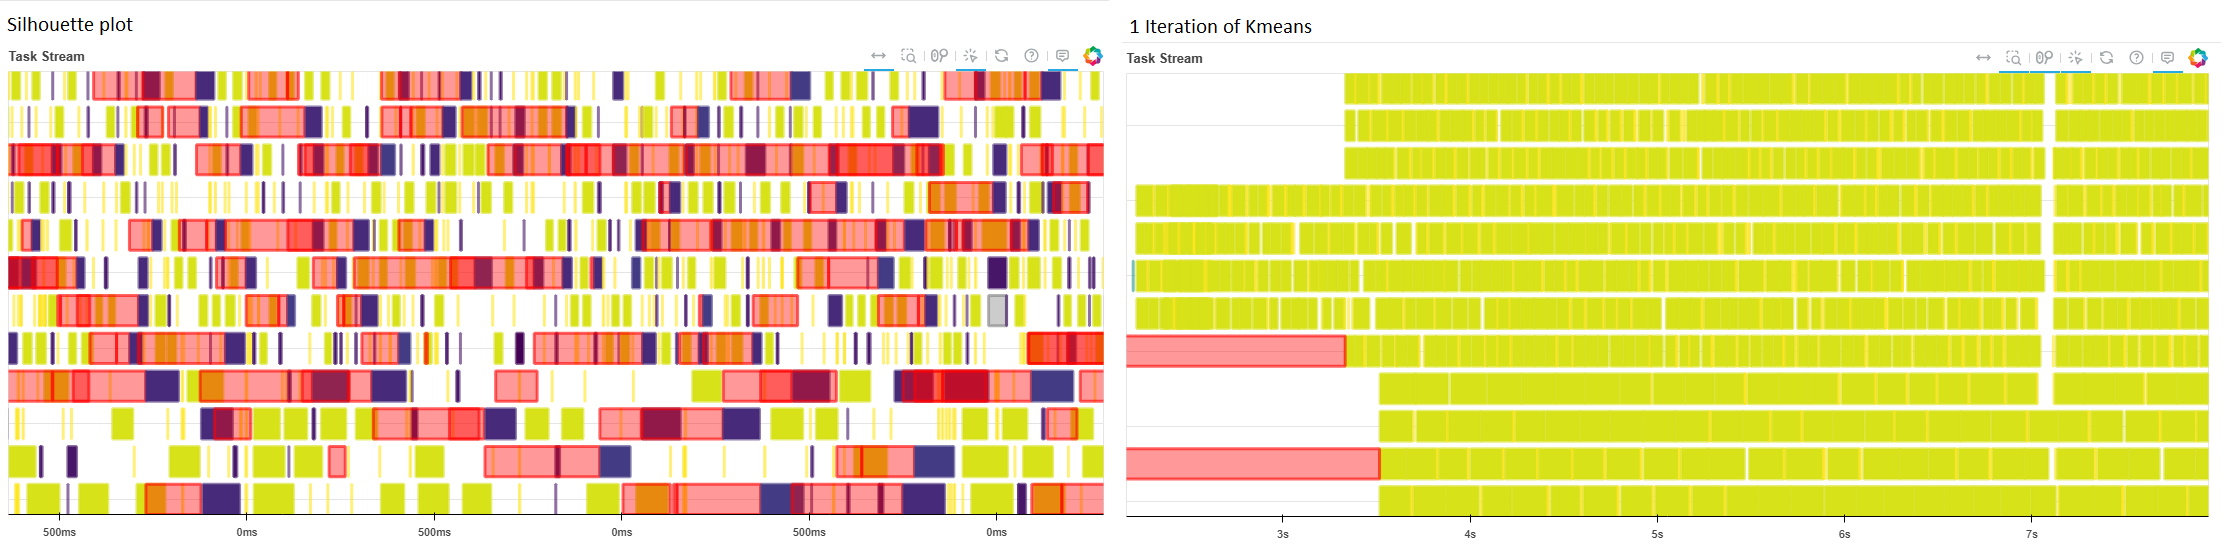 Silhouette plot
Task Stream
500ms 0ms 500ms 0ms 500ms 0ms
1 Iteration of Kmeans
Task Stream
3s 4s 5s 6s 7s